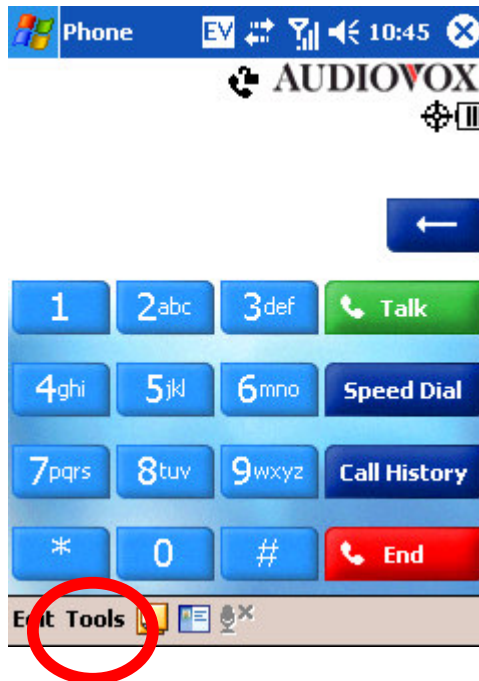 Phone EV 10:45
AUDIOVOX
1 2abc 3def Talk
4ghi 5jkl 6mno Speed Dial
7pqrs 8tuv 9wxyz Call History
* 0 # End
Edit Tools